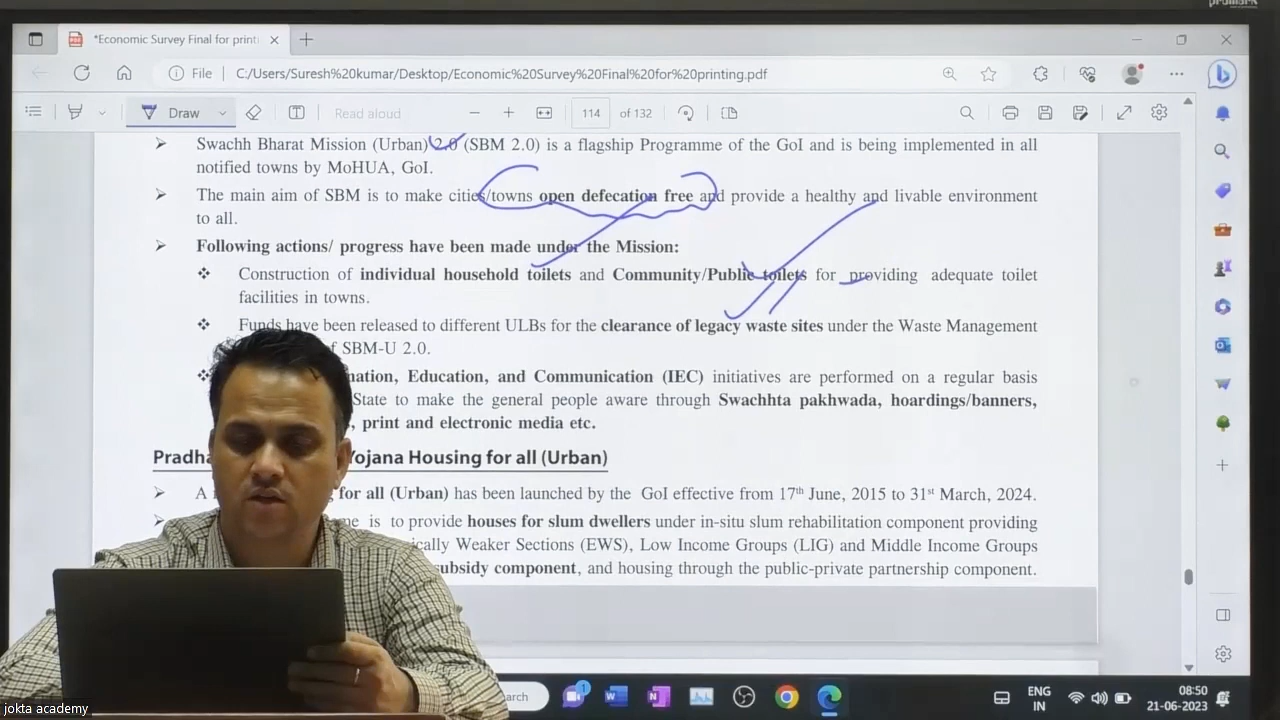 promark
*Economic Survey Final for print
File C:/Users/Suresh%20kumar/Desktop/Economic%20Survey%20Final%20for%20printing.pdf
Draw Read aloud 114 of 132
Swachh Bharat Mission (Urban) 2.0 (SBM 2.0) is a flagship Programme of the GoI and is being implemented in all
notified towns by MoHUA, GoI.
The main aim of SBM is to make cities/towns open defecation free and provide a healthy and livable environment
to all.
Following actions/ progress have been made under the Mission:
Construction of individual household toilets and Community/Public toilets for providing adequate toilet
facilities in towns.
Funds have been released to different ULBs for the clearance of legacy waste sites under the Waste Management
f SBM-U 2.0.
nation, Education, and Communication (IEC) initiatives are performed on a regular basis
State to make the general people aware through Swachhta pakhwada, hoardings/banners,
, print and electronic media etc.
Pradha Yojana Housing for all (Urban)
A for all (Urban) has been launched by the GoI effective from 17th June, 2015 to 31st March, 2024.
me is to provide houses for slum dwellers under in-situ slum rehabilitation component providing
ically Weaker Sections (EWS), Low Income Groups (LIG) and Middle Income Groups
subsidy component, and housing through the public-private partnership component.
arch
ENG
IN
08:50
21-06-2023
jokta academy